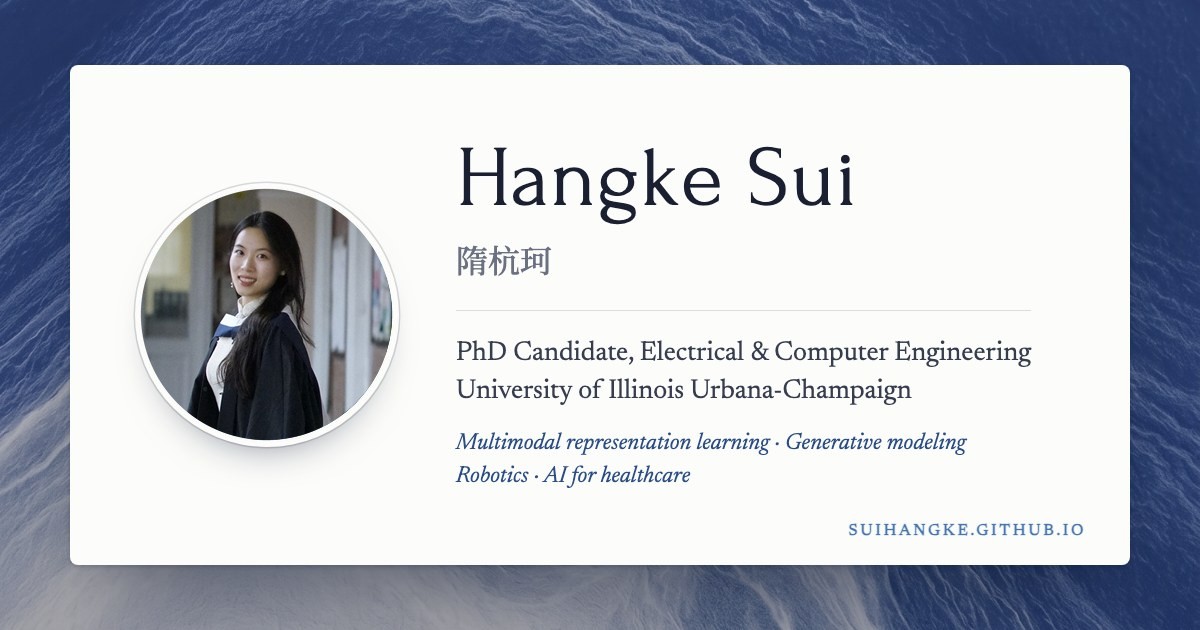 Hangke Sui
隋杭珂
PhD Candidate, Electrical & Computer Engineering
University of Illinois Urbana-Champaign
Multimodal representation learning · Generative modeling
Robotics · AI for healthcare
SUIHANGKE.GITHUB.IO